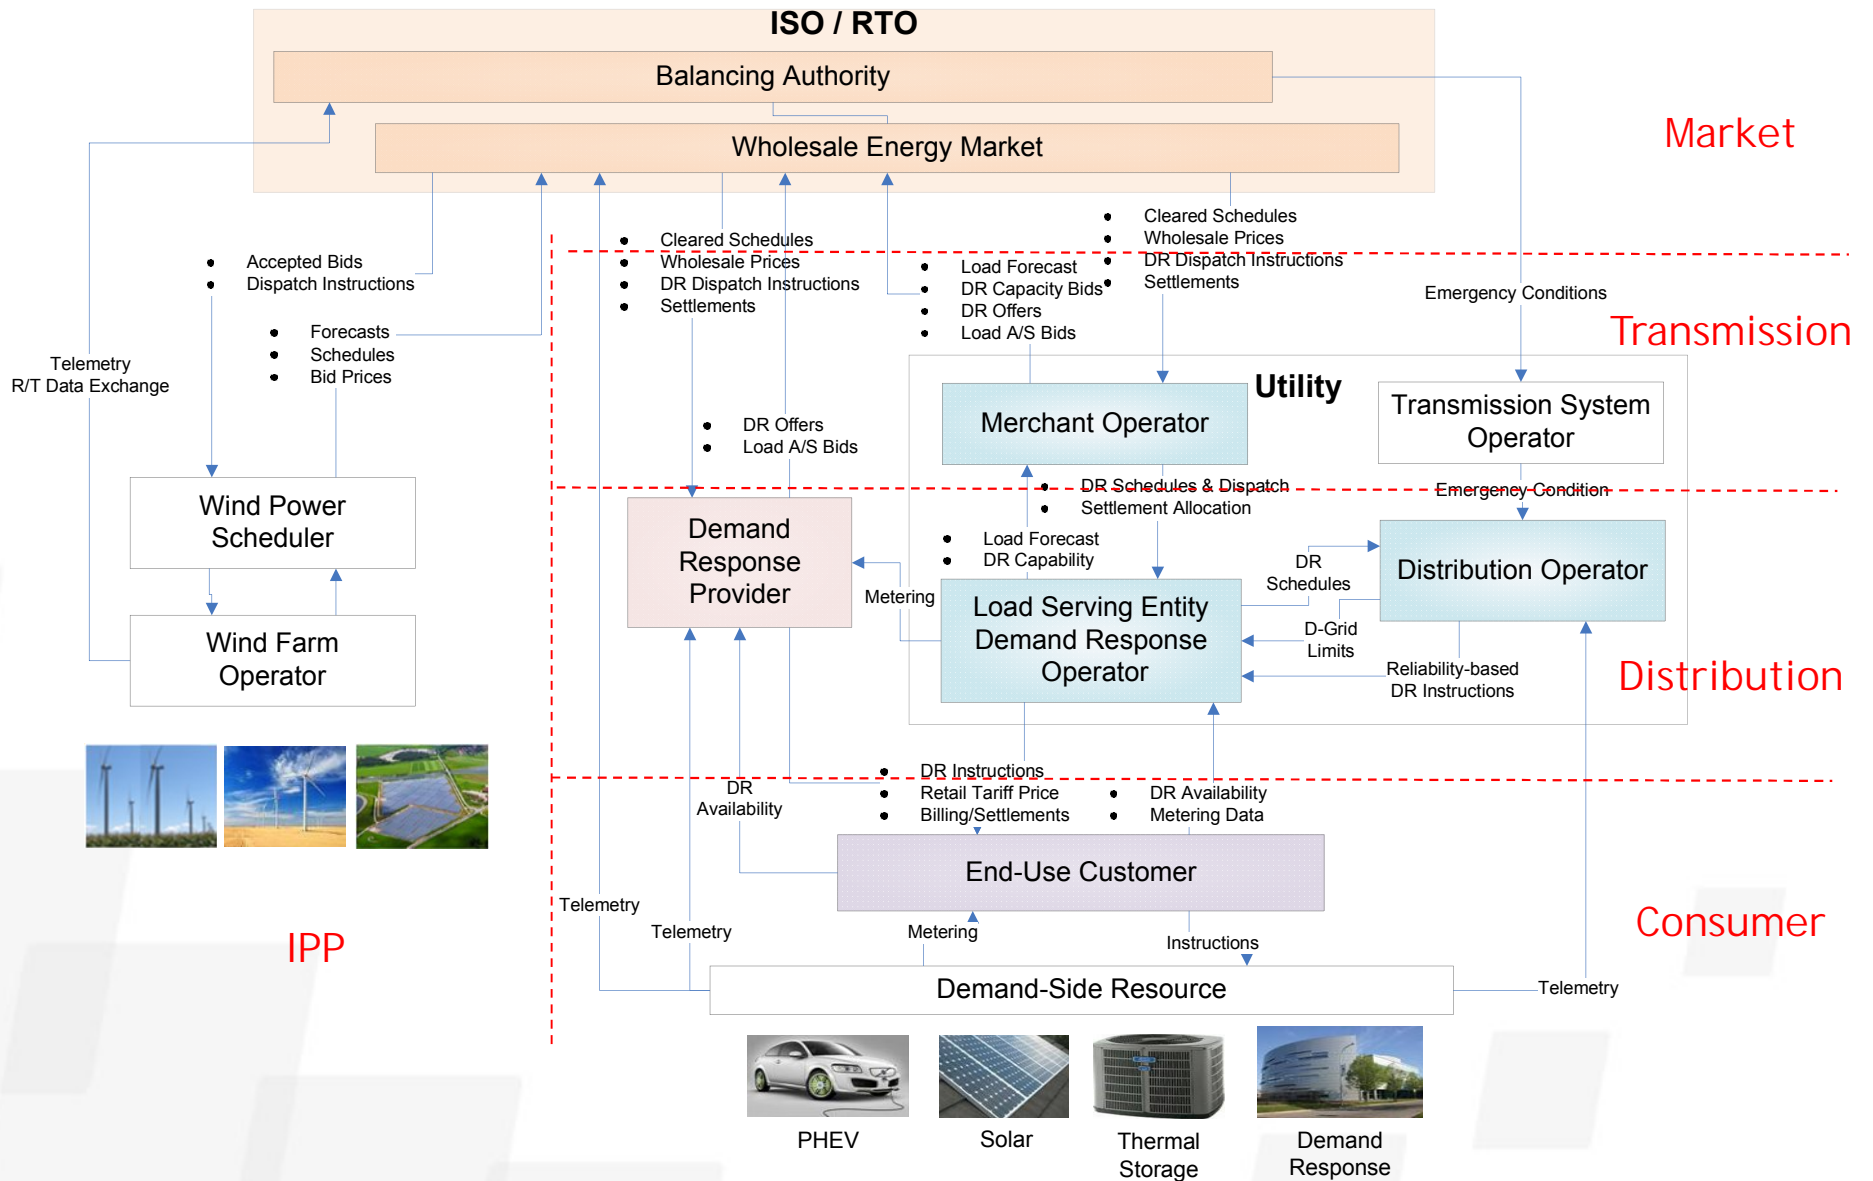 ISO / RTO
Balancing Authority
Wholesale Energy Market
Market
• Accepted Bids
• Dispatch Instructions
• Cleared Schedules
• Wholesale Prices
• DR Dispatch Instructions
• Settlements
• Load Forecast
• DR Capacity Bids
• DR Offers
• Load A/S Bids
• Cleared Schedules
• Wholesale Prices
• DR Dispatch Instructions
• Settlements
Emergency Conditions
Transmission
• Forecasts
• Schedules
• Bid Prices
Telemetry
R/T Data Exchange
• DR Offers
• Load A/S Bids
Utility
Merchant Operator
Transmission System
Operator
• DR Schedules & Dispatch
• Settlement Allocation
Emergency Condition
Wind Power
Scheduler
Demand
Response
Provider
• Load Forecast
• DR Capability
Metering
Load Serving Entity
Demand Response
Operator
DR
Schedules
Distribution Operator
D-Grid
Limits
Reliability-based
DR Instructions
Distribution
Wind Farm
Operator
DR
Availability
• DR Instructions
• Retail Tariff Price
• Billing/Settlements
• DR Availability
• Metering Data
End-Use Customer
Telemetry
Telemetry
Metering
Instructions
Consumer
IPP
Demand-Side Resource
Telemetry
PHEV
Solar
Thermal
Storage
Demand
Response